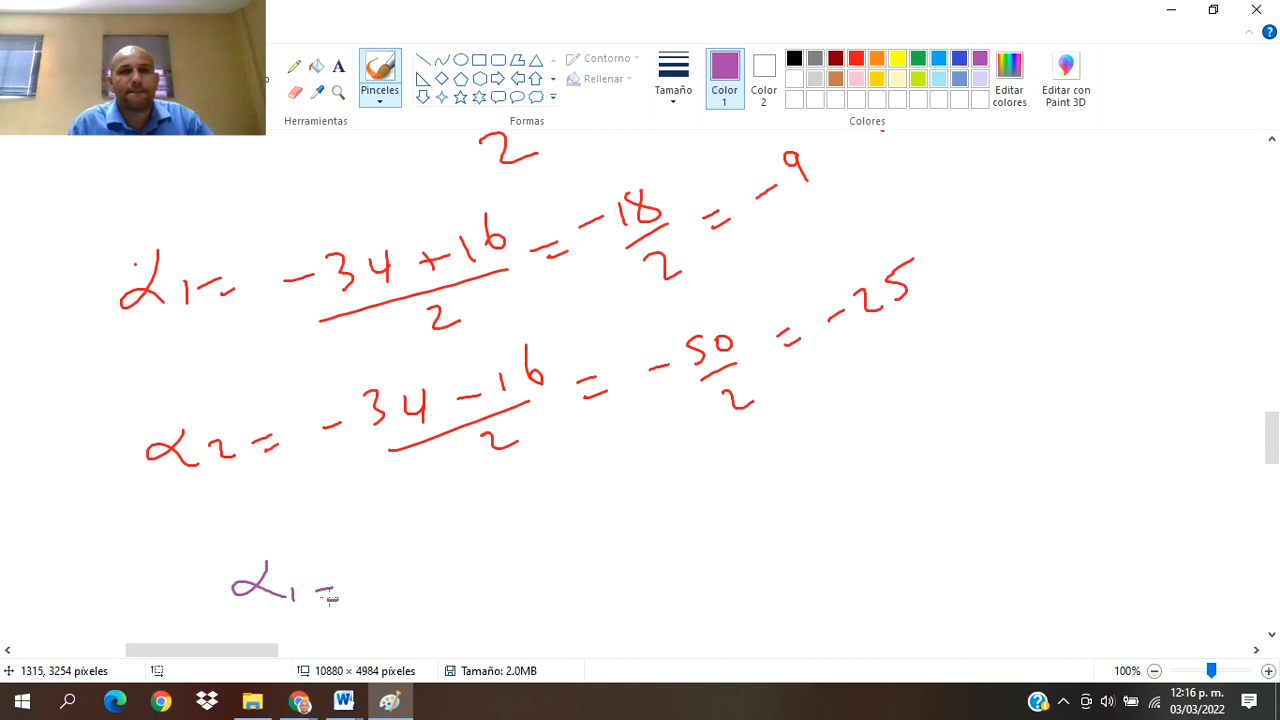 Contorno
Rellenar
Pinceles
Tamaño
Color 1
Color 2
Editar colores
Editar con Paint 3D
Herramientas
Formas
Colores
2
α1 = -34+16/2 = -18/2 = -9
α2 = -34-16/2 = -50/2 = -25
α1 =
1315, 3254 píxeles
10880 × 4984 píxeles
Tamaño: 2.0MB
100%
12:16 p. m.
03/03/2022